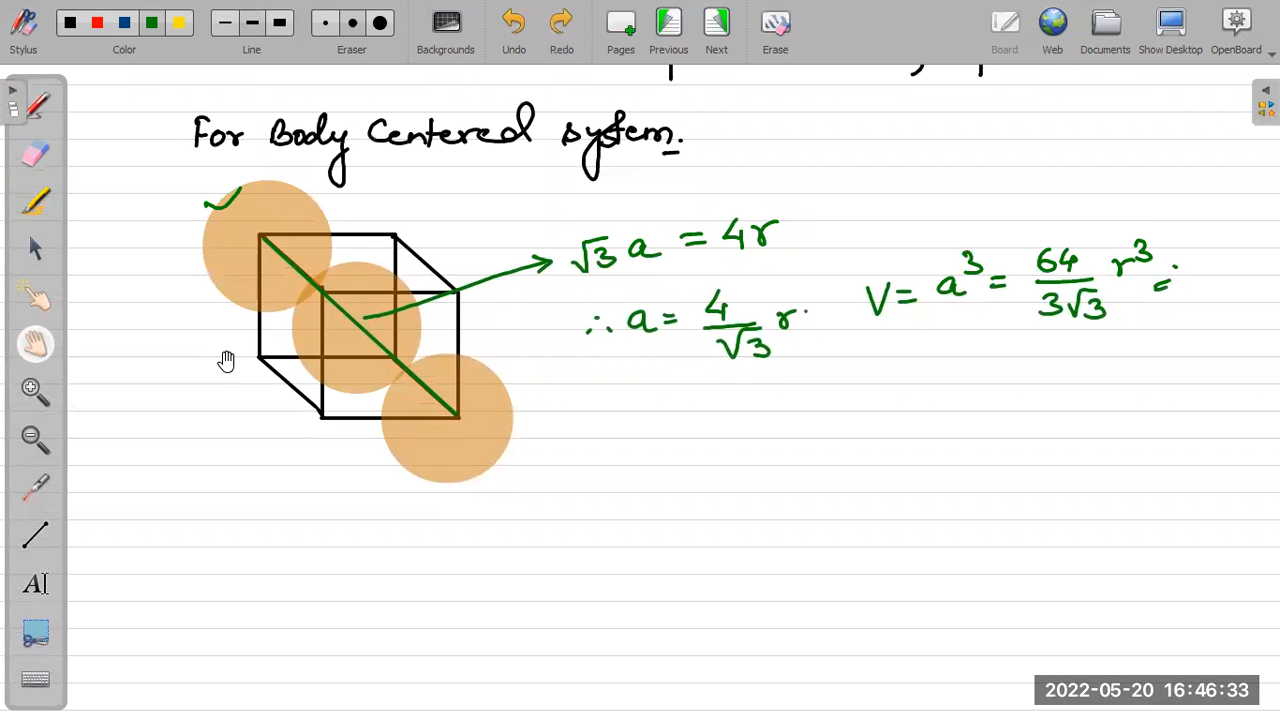 Stylus Color Line Eraser Backgrounds Undo Redo Pages Previous Next Erase Board Web Documents Show Desktop OpenBoard
For Body Centered system.
√3 a = 4r
∴ a = 4/√3 r
V = a³ = 64/3√3 r³
AI
2022-05-20 16:46:33